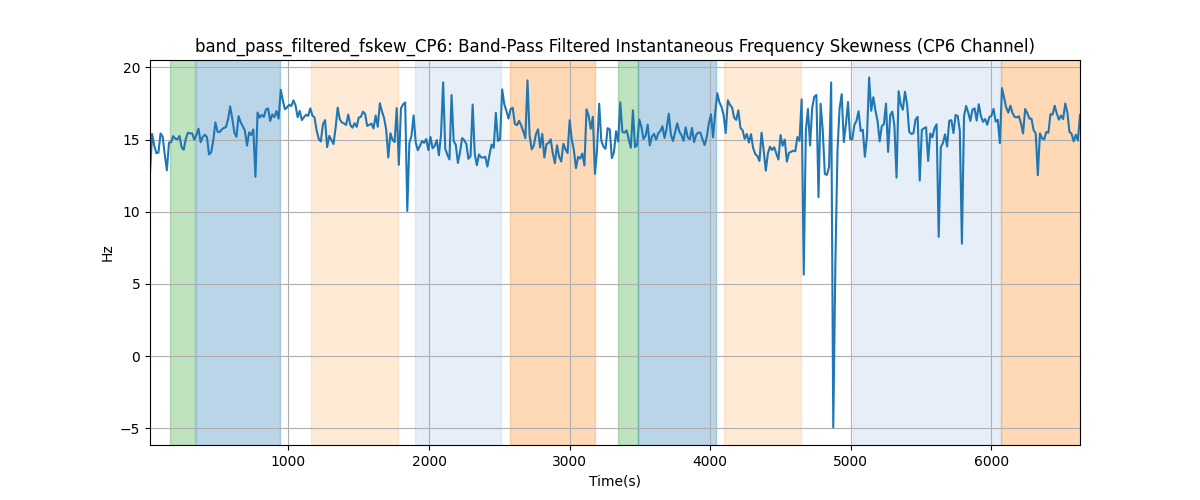 band_pass_filtered_fskew_CP6: Band-Pass Filtered Instantaneous Frequency Skewness (CP6 Channel)
20
15
10
5
0
−5
Hz
1000 2000 3000 4000 5000 6000
Time(s)